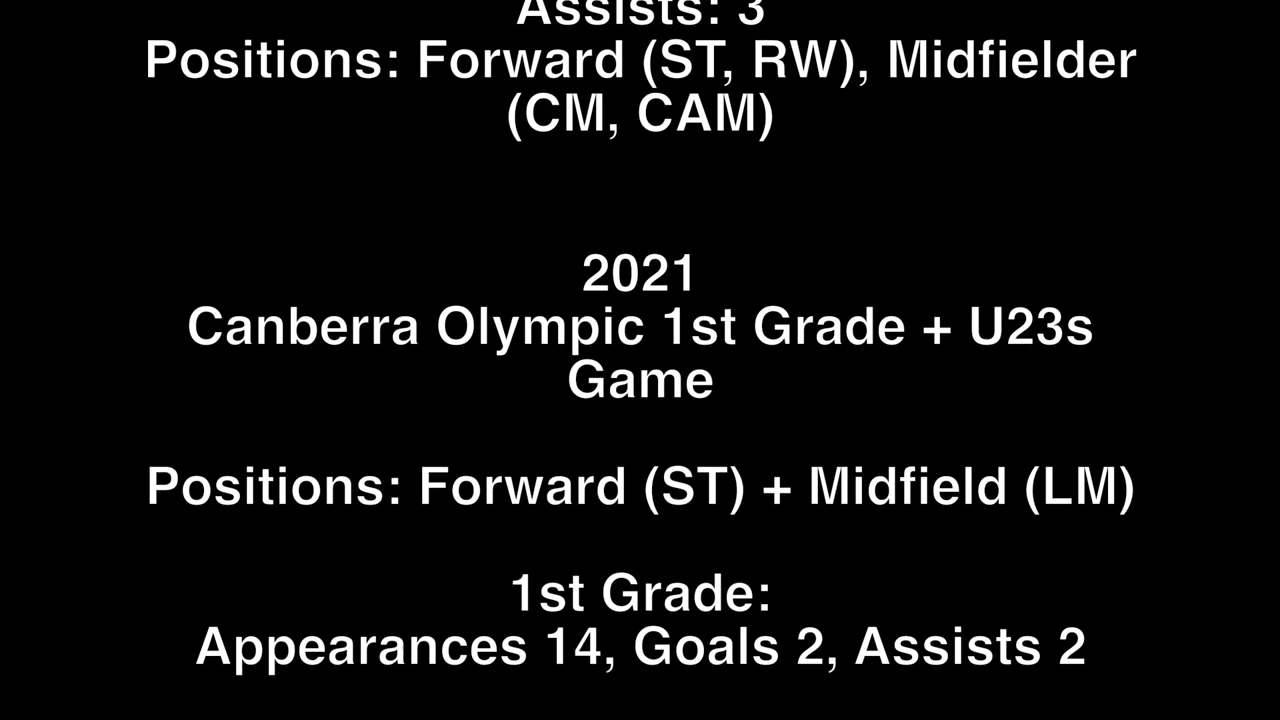 Assists: 3
Positions: Forward (ST, RW), Midfielder
(CM, CAM)
2021
Canberra Olympic 1st Grade + U23s
Game
Positions: Forward (ST) + Midfield (LM)
1st Grade:
Appearances 14, Goals 2, Assists 2